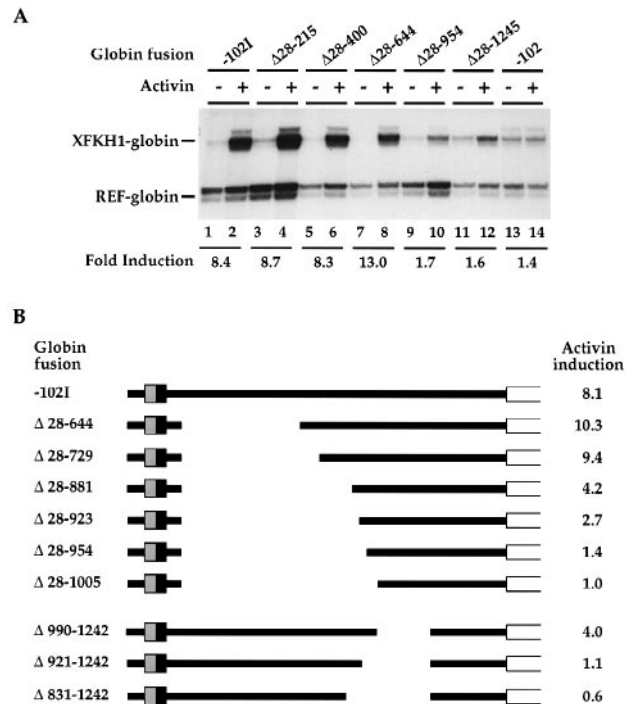 A
Globin fusion -102I Δ28-215 Δ28-400 Δ28-644 Δ28-954 Δ28-1245 -102
Activin - + - + - + - + - + - + - +
XFKH1-globin
REF-globin
1 2 3 4 5 6 7 8 9 10 11 12 13 14
Fold Induction 8.4 8.7 8.3 13.0 1.7 1.6 1.4
B
Globin fusion Activin induction
-102I 8.1
Δ 28-644 10.3
Δ 28-729 9.4
Δ 28-881 4.2
Δ 28-923 2.7
Δ 28-954 1.4
Δ 28-1005 1.0
Δ 990-1242 4.0
Δ 921-1242 1.1
Δ 831-1242 0.6